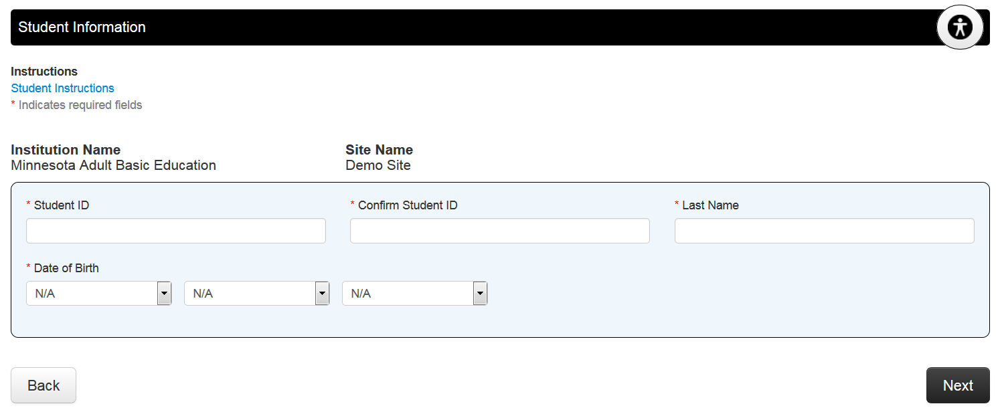 Student Information
Instructions
Student Instructions
* Indicates required fields
Institution Name Site Name
Minnesota Adult Basic Education Demo Site
* Student ID * Confirm Student ID * Last Name
* Date of Birth
N/A N/A N/A
Back Next